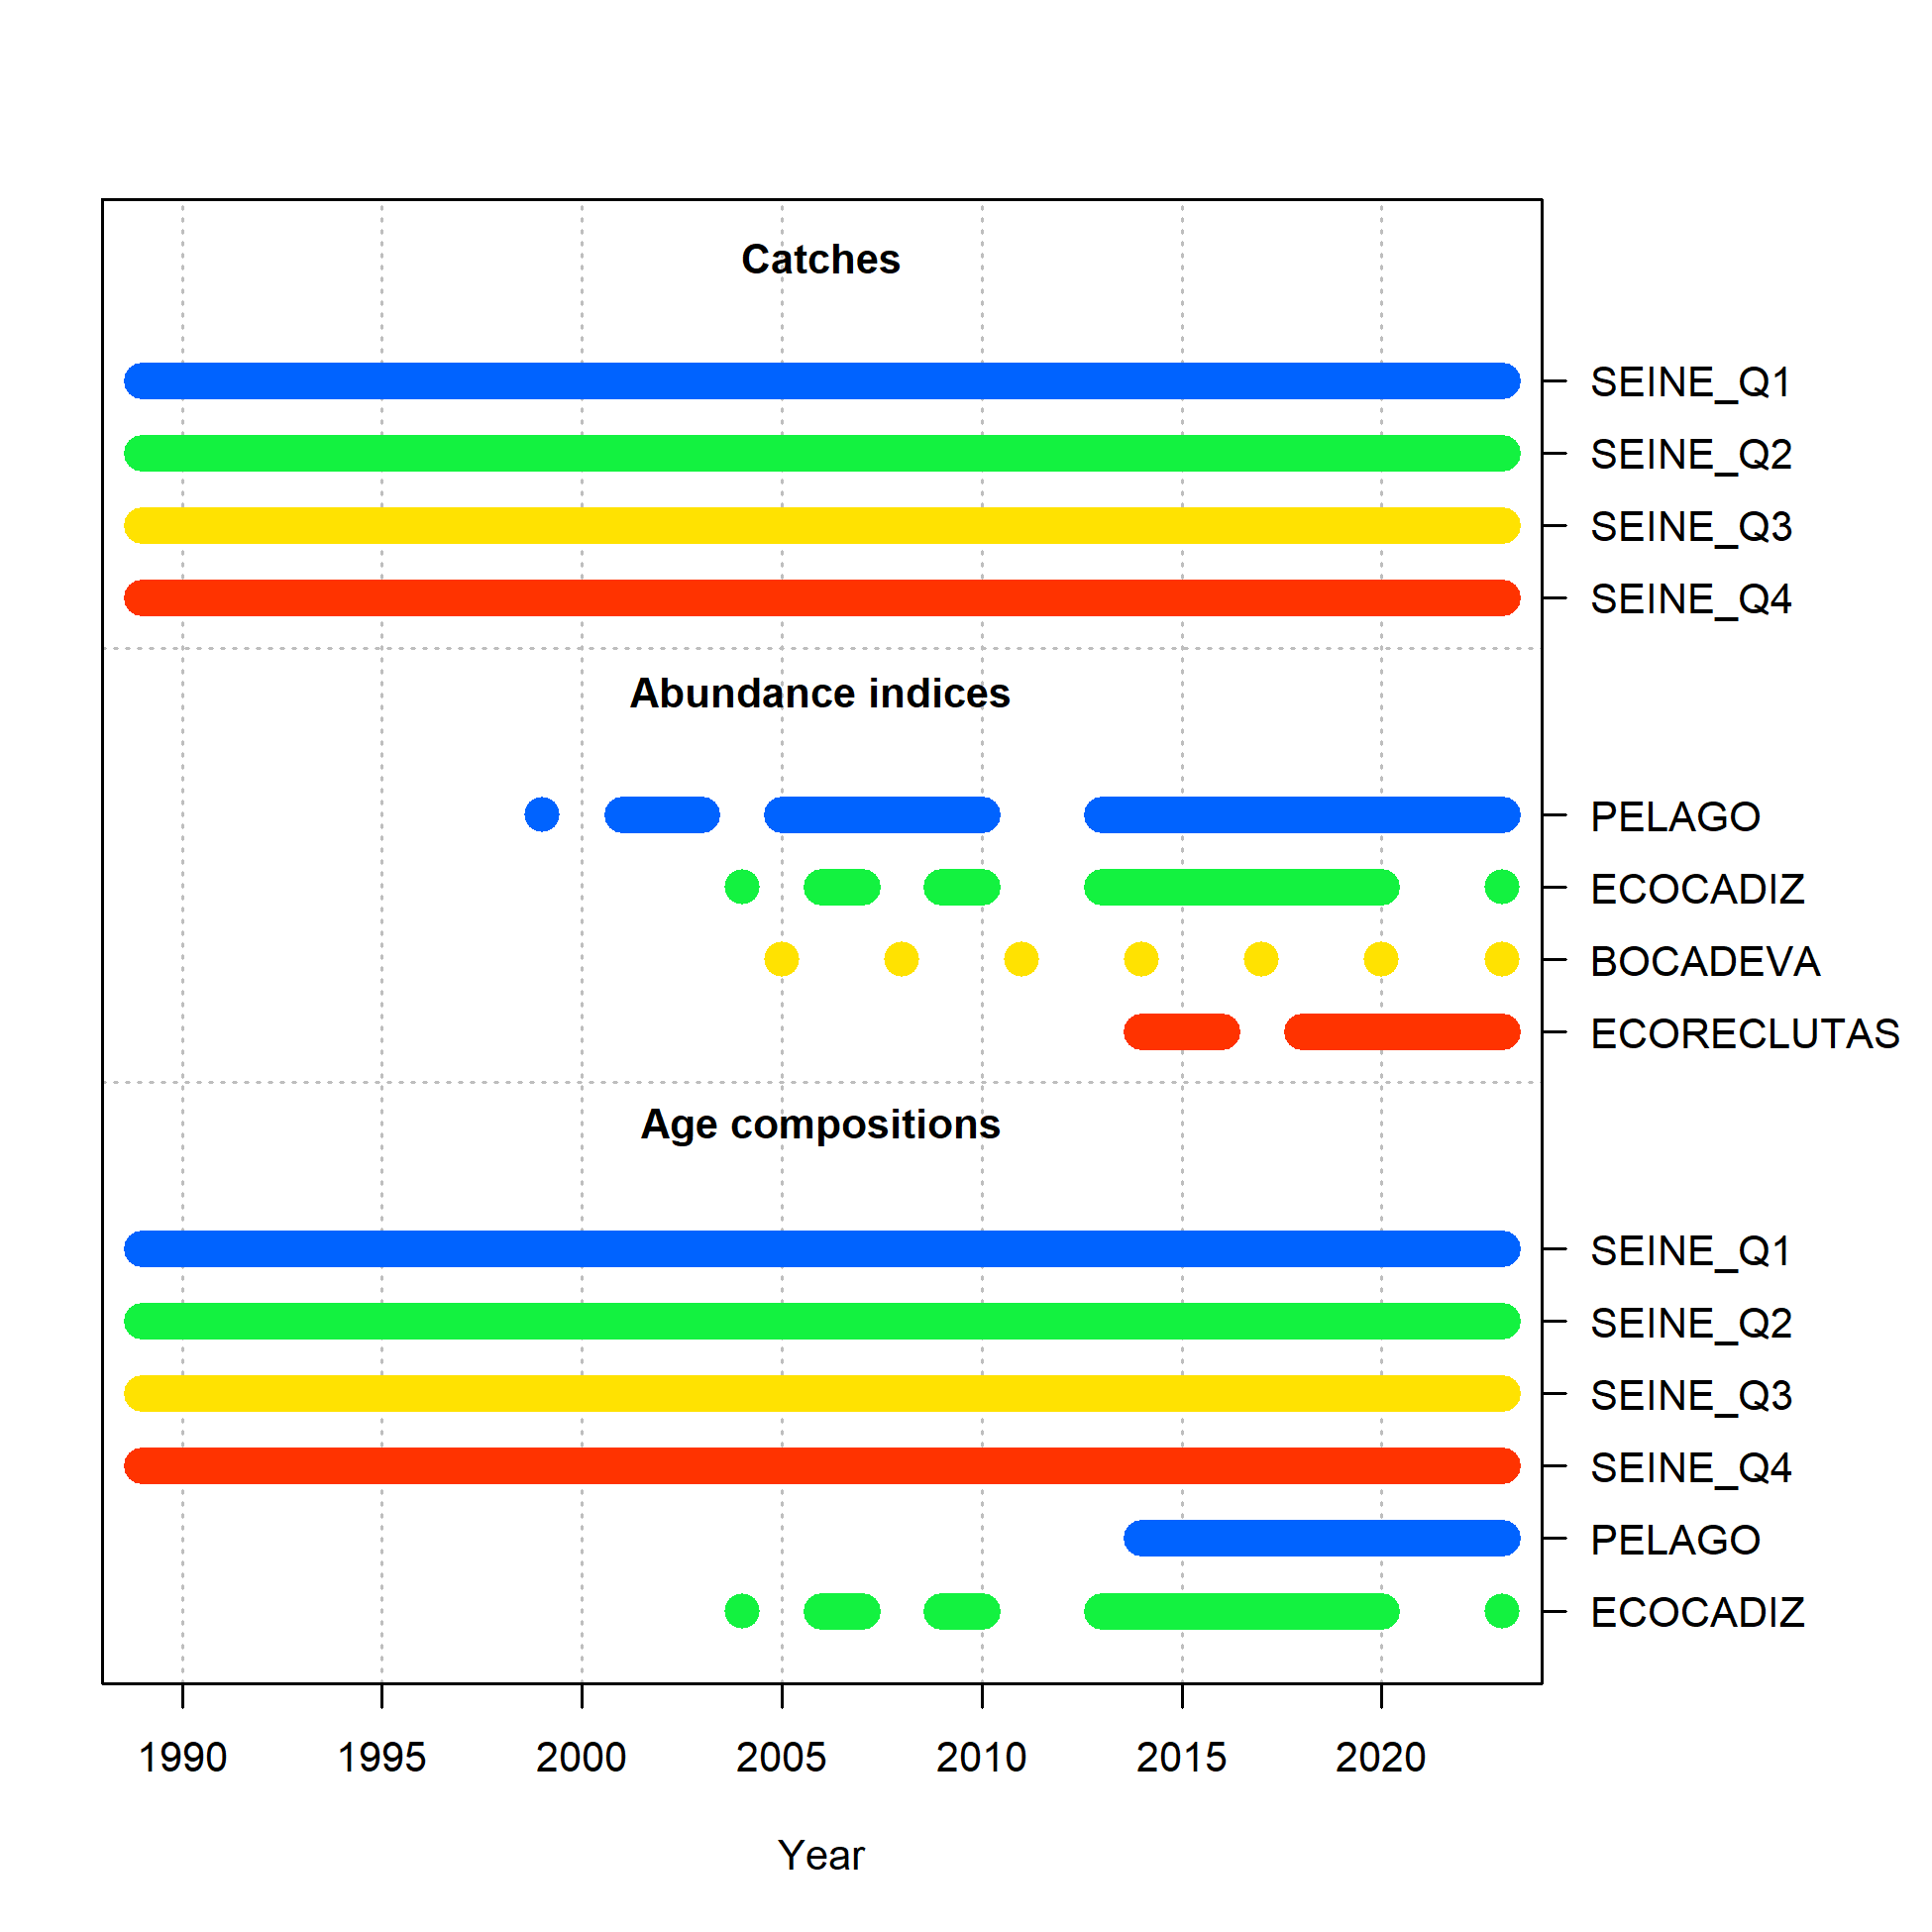 Catches
SEINE_Q1
SEINE_Q2
SEINE_Q3
SEINE_Q4
Abundance indices
PELAGO
ECOCADIZ
BOCADEVA
ECORECLUTAS
Age compositions
SEINE_Q1
SEINE_Q2
SEINE_Q3
SEINE_Q4
PELAGO
ECOCADIZ
1990 1995 2000 2005 2010 2015 2020
Year